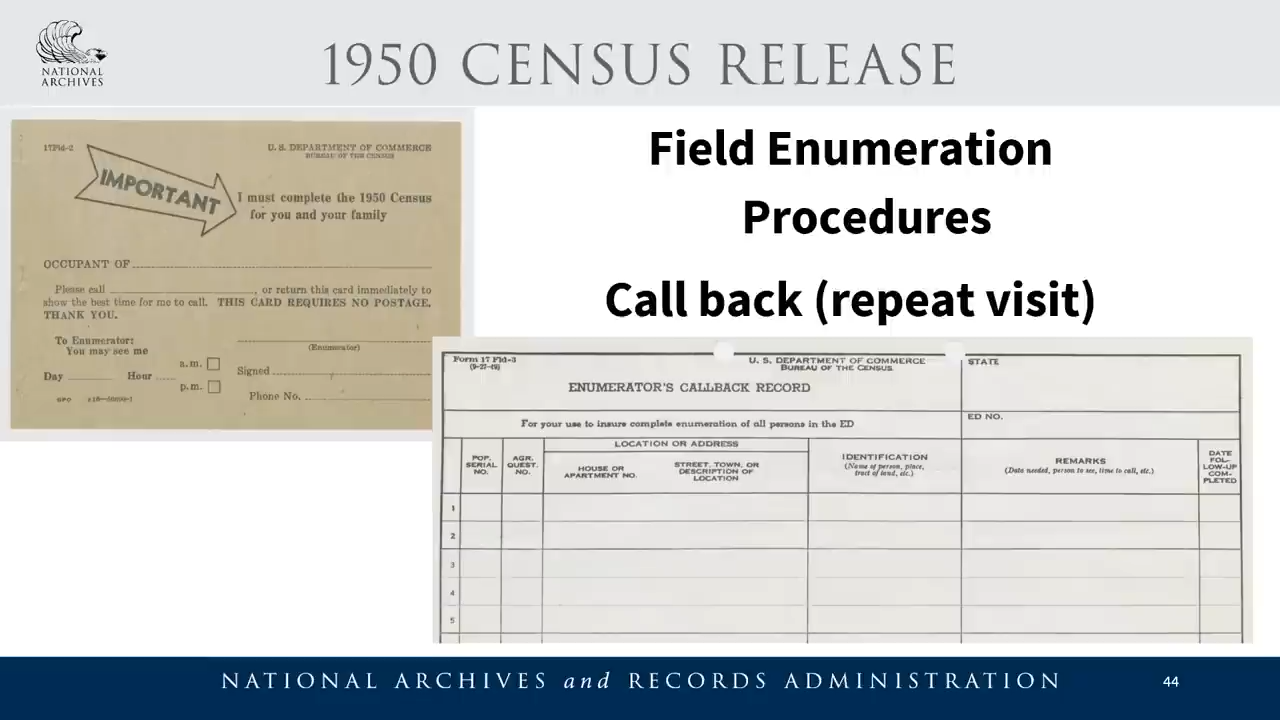 NATIONAL
ARCHIVES
1950 CENSUS RELEASE
17Fld-2
U. S. DEPARTMENT OF COMMERCE
BUREAU OF THE CENSUS
IMPORTANT
I must complete the 1950 Census
for you and your family
OCCUPANT OF
Please call , or return this card immediately to
show the best time for me to call. THIS CARD REQUIRES NO POSTAGE.
THANK YOU.
To Enumerator:
You may see me
a.m.
Day Hour
p.m.
(Enumerator)
Signed
Phone No.
GPO
Field Enumeration
Procedures
Call back (repeat visit)
Form 17 Fld-3
(9-27-49)
U. S. DEPARTMENT OF COMMERCE
BUREAU OF THE CENSUS
ENUMERATOR'S CALLBACK RECORD
STATE
For your use to insure complete enumeration of all persons in the ED
ED NO.
POP.
SERIAL
NO.
AGR.
QUEST.
NO.
LOCATION OR ADDRESS
HOUSE OR
APARTMENT NO.
STREET, TOWN, OR
DESCRIPTION OF
LOCATION
IDENTIFICATION
(Name of person, place,
tract of land, etc.)
REMARKS
(Data needed, person to see, time to call, etc.)
DATE
FOL-
LOW-UP
COM-
PLETED
1
2
3
4
5
NATIONAL ARCHIVES and RECORDS ADMINISTRATION
44